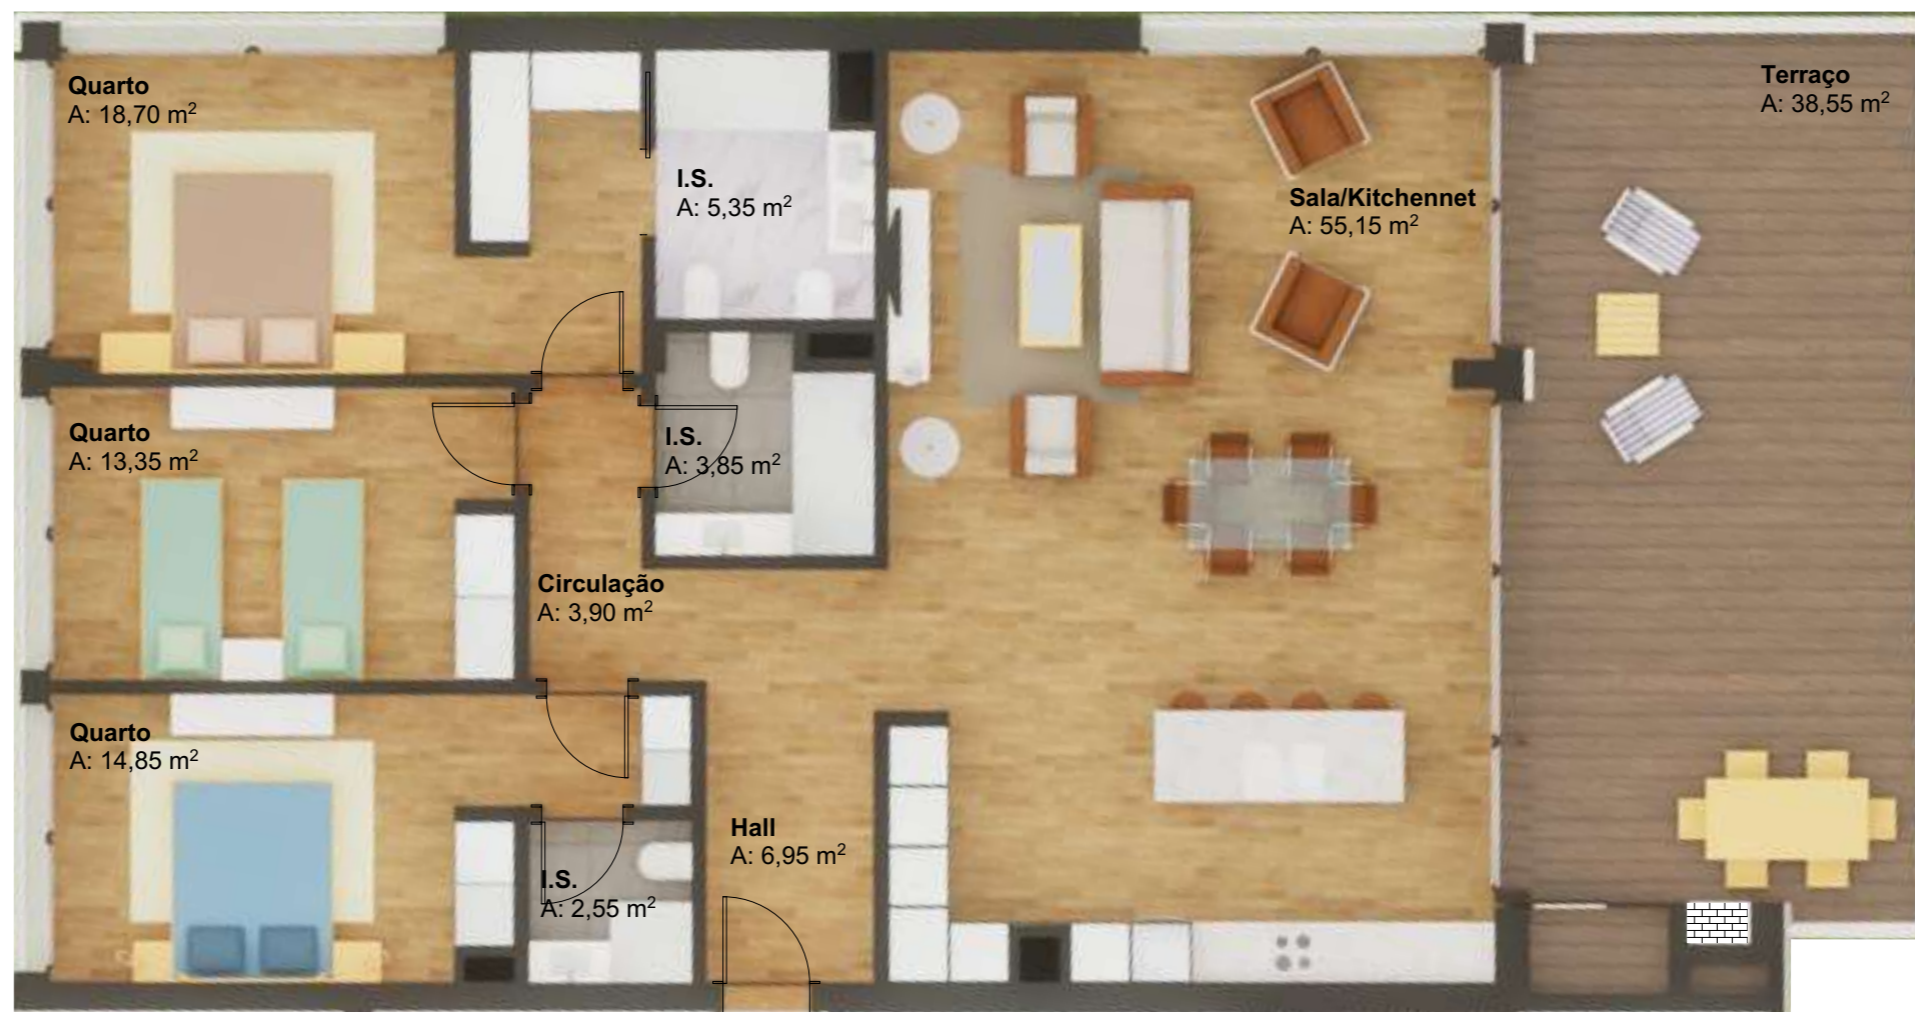 Quarto
A: 18,70 m²
Terraço
A: 38,55 m²
I.S.
A: 5,35 m²
Sala/Kitchennet
A: 55,15 m²
Quarto
A: 13,35 m²
I.S.
A: 3,85 m²
Circulação
A: 3,90 m²
Quarto
A: 14,85 m²
Hall
A: 6,95 m²
I.S.
A: 2,55 m²